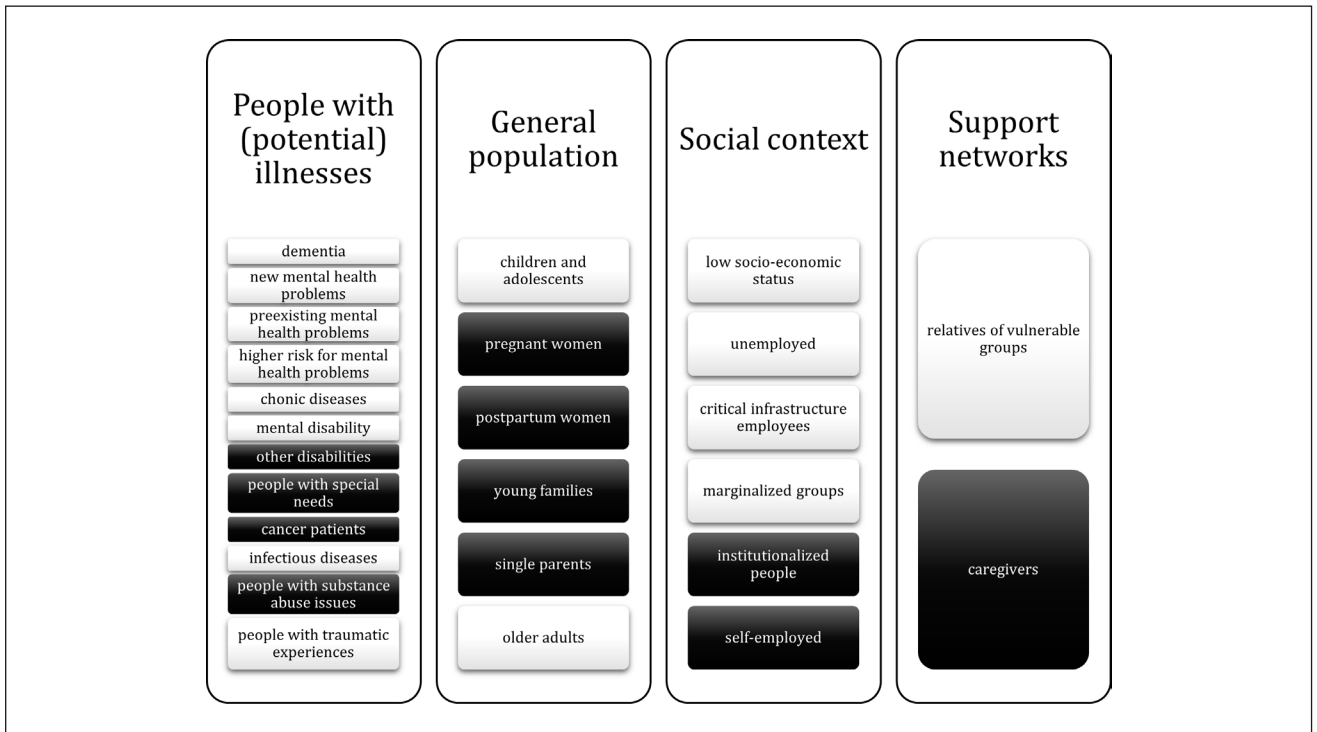 People with
(potential)
illnesses
dementia
new mental health
problems
preexisting mental
health problems
higher risk for mental
health problems
chonic diseases
mental disability
other disabilities
people with special
needs
cancer patients
infectious diseases
people with substance
abuse issues
people with traumatic
experiences
General
population
children and
adolescents
pregnant women
postpartum women
young families
single parents
older adults
Social context
low socio-economic
status
unemployed
critical infrastructure
employees
marginalized groups
institutionalized
people
self-employed
Support
networks
relatives of vulnerable
groups
caregivers